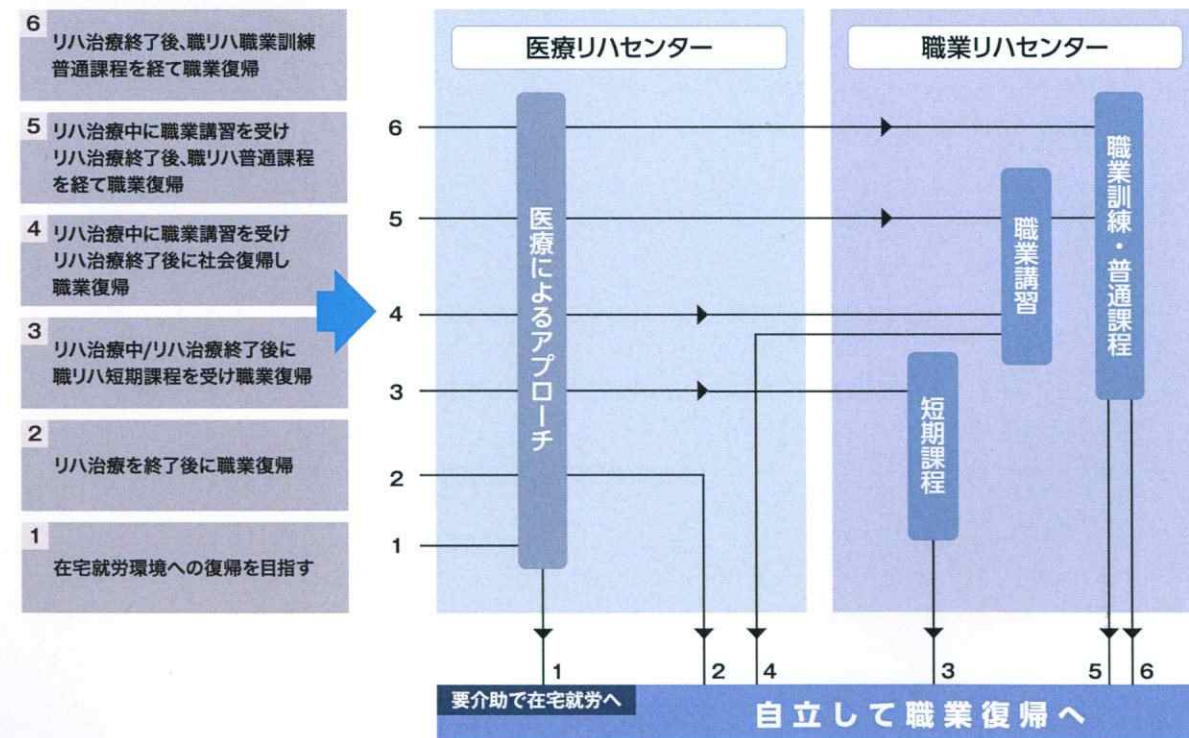 6
リハ治療終了後、職リハ職業訓練
普通課程を経て職業復帰
5
リハ治療中に職業講習を受け
リハ治療終了後、職リハ普通課程
を経て職業復帰
4
リハ治療中に職業講習を受け
リハ治療終了後に社会復帰し
職業復帰
3
リハ治療中/リハ治療終了後に
職リハ短期課程を受け職業復帰
2
リハ治療を終了後に職業復帰
1
在宅就労環境への復帰を目指す
医療リハセンター
職業リハセンター
6
5
4
3
2
1
医療によるアプローチ
短期課程
職業講習
職業訓練・普通課程
1
2
4
3
5
6
要介助で在宅就労へ
自立して職業復帰へ